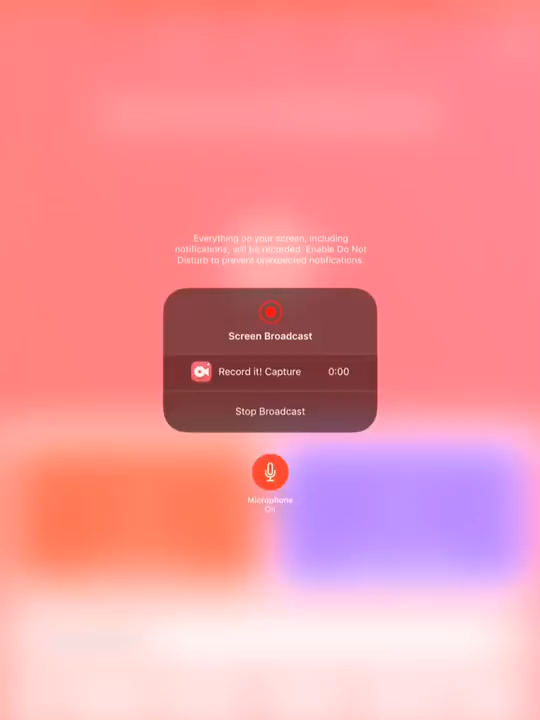 Everything on your screen, including
notifications, will be recorded. Enable Do Not
Disturb to prevent unexpected notifications.
Screen Broadcast
Record it! Capture 0:00
Stop Broadcast
Microphone
On